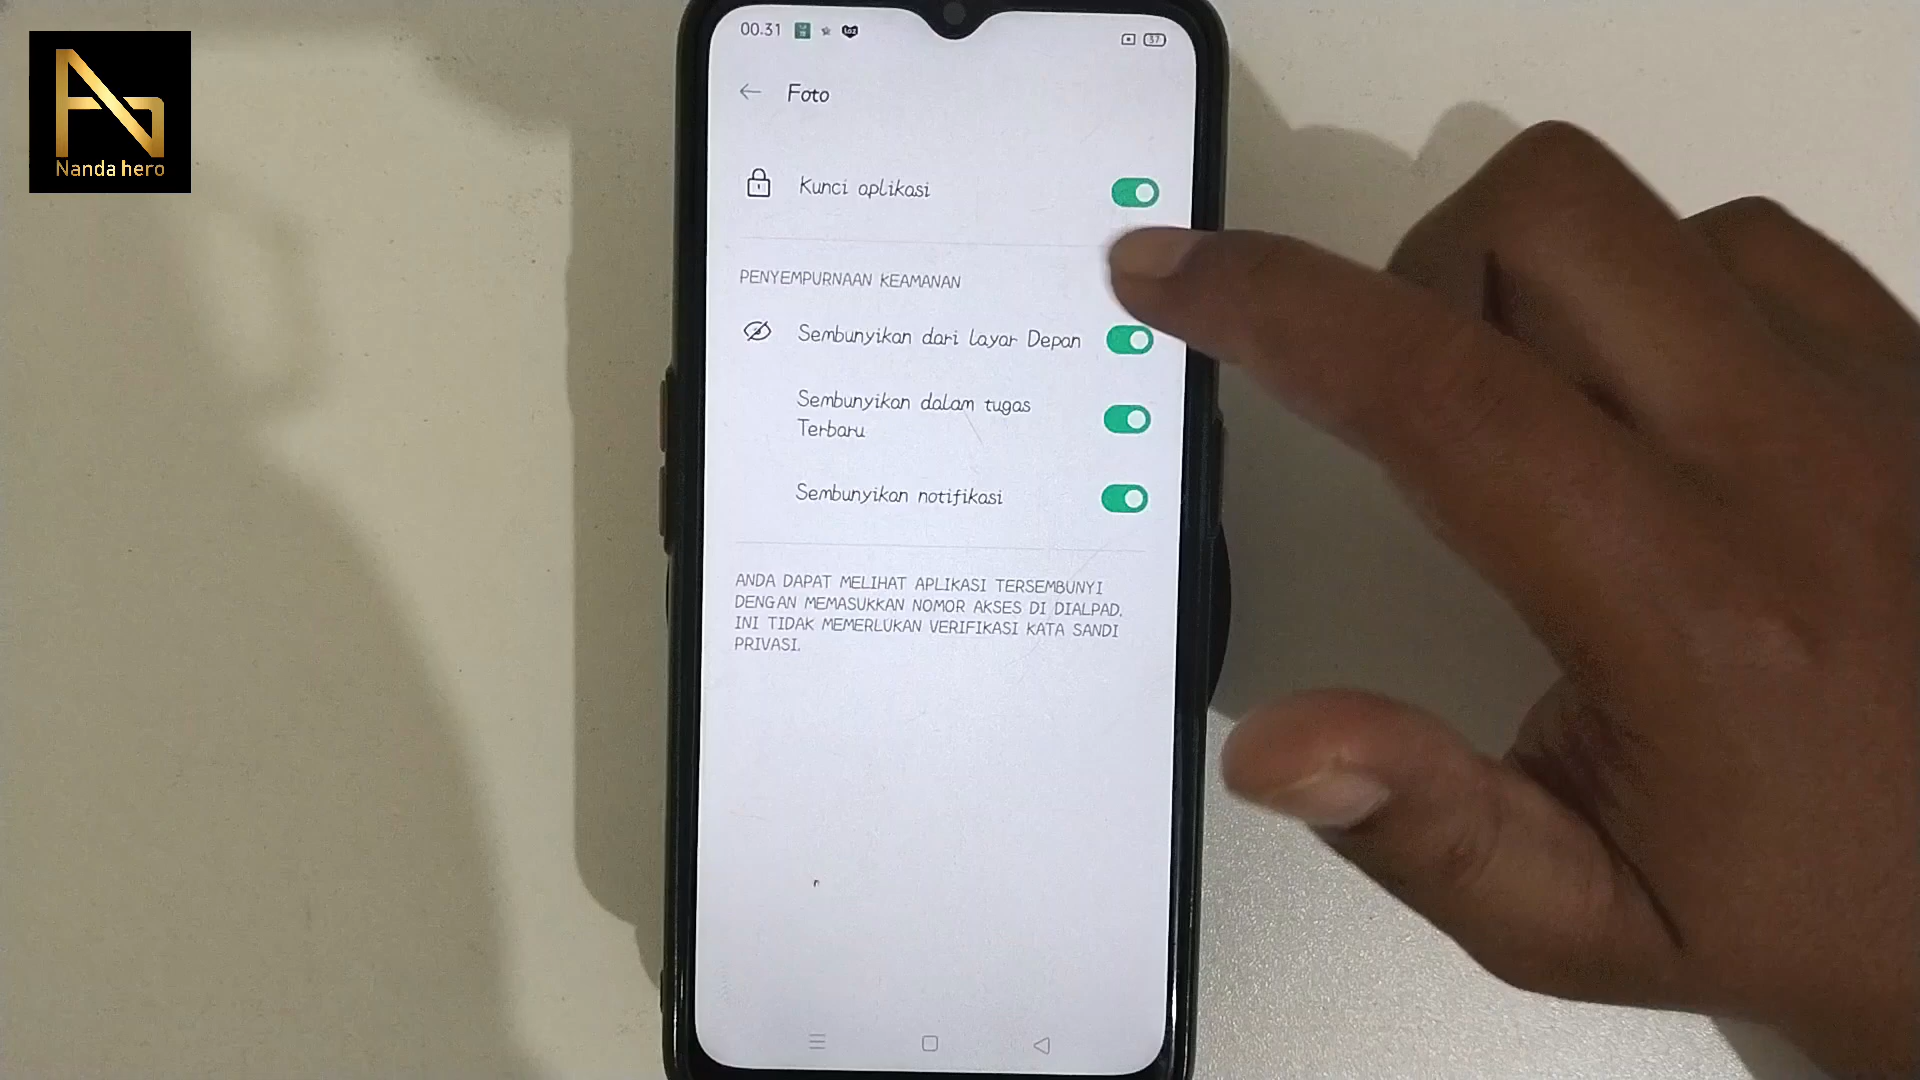 Nanda hero
00.31
37
Foto
Kunci aplikasi
PENYEMPURNAAN KEAMANAN
Sembunyikan dari layar Depan
Sembunyikan dalam tugas
Terbaru
Sembunyikan notifikasi
ANDA DAPAT MELIHAT APLIKASI TERSEMBUNYI
DENGAN MEMASUKKAN NOMOR AKSES DI DIALPAD.
INI TIDAK MEMERLUKAN VERIFIKASI KATA SANDI
PRIVASI.